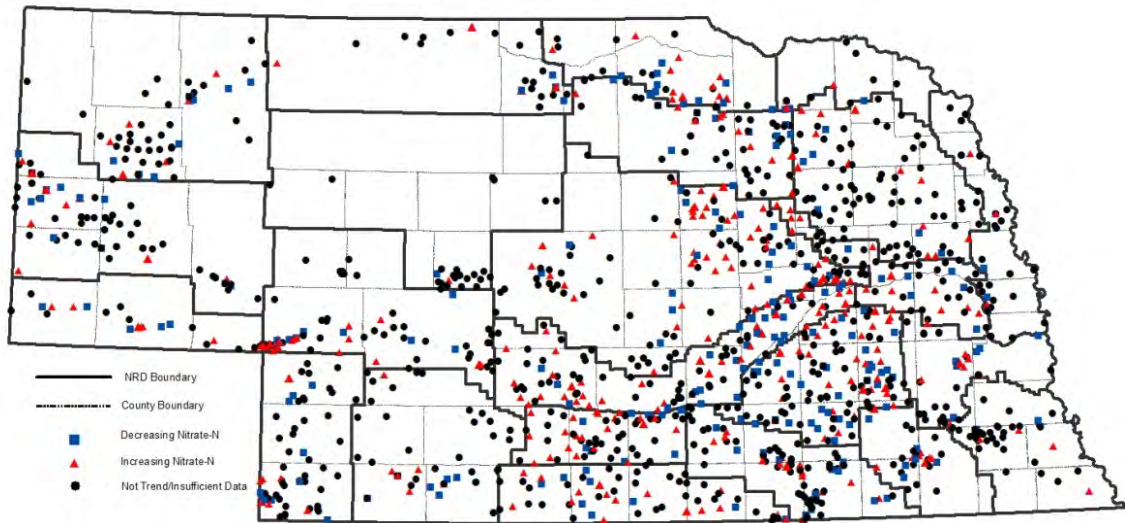 NRD Boundary
County Boundary
Decreasing Nitrate-N
Increasing Nitrate-N
Not Trend/Insufficient Data